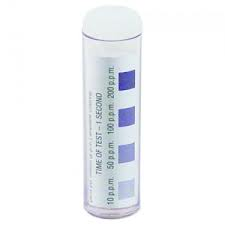 TIME OF TEST – 1 SECOND
10 p.p.m. 50 p.p.m. 100 p.p.m. 200 p.p.m.